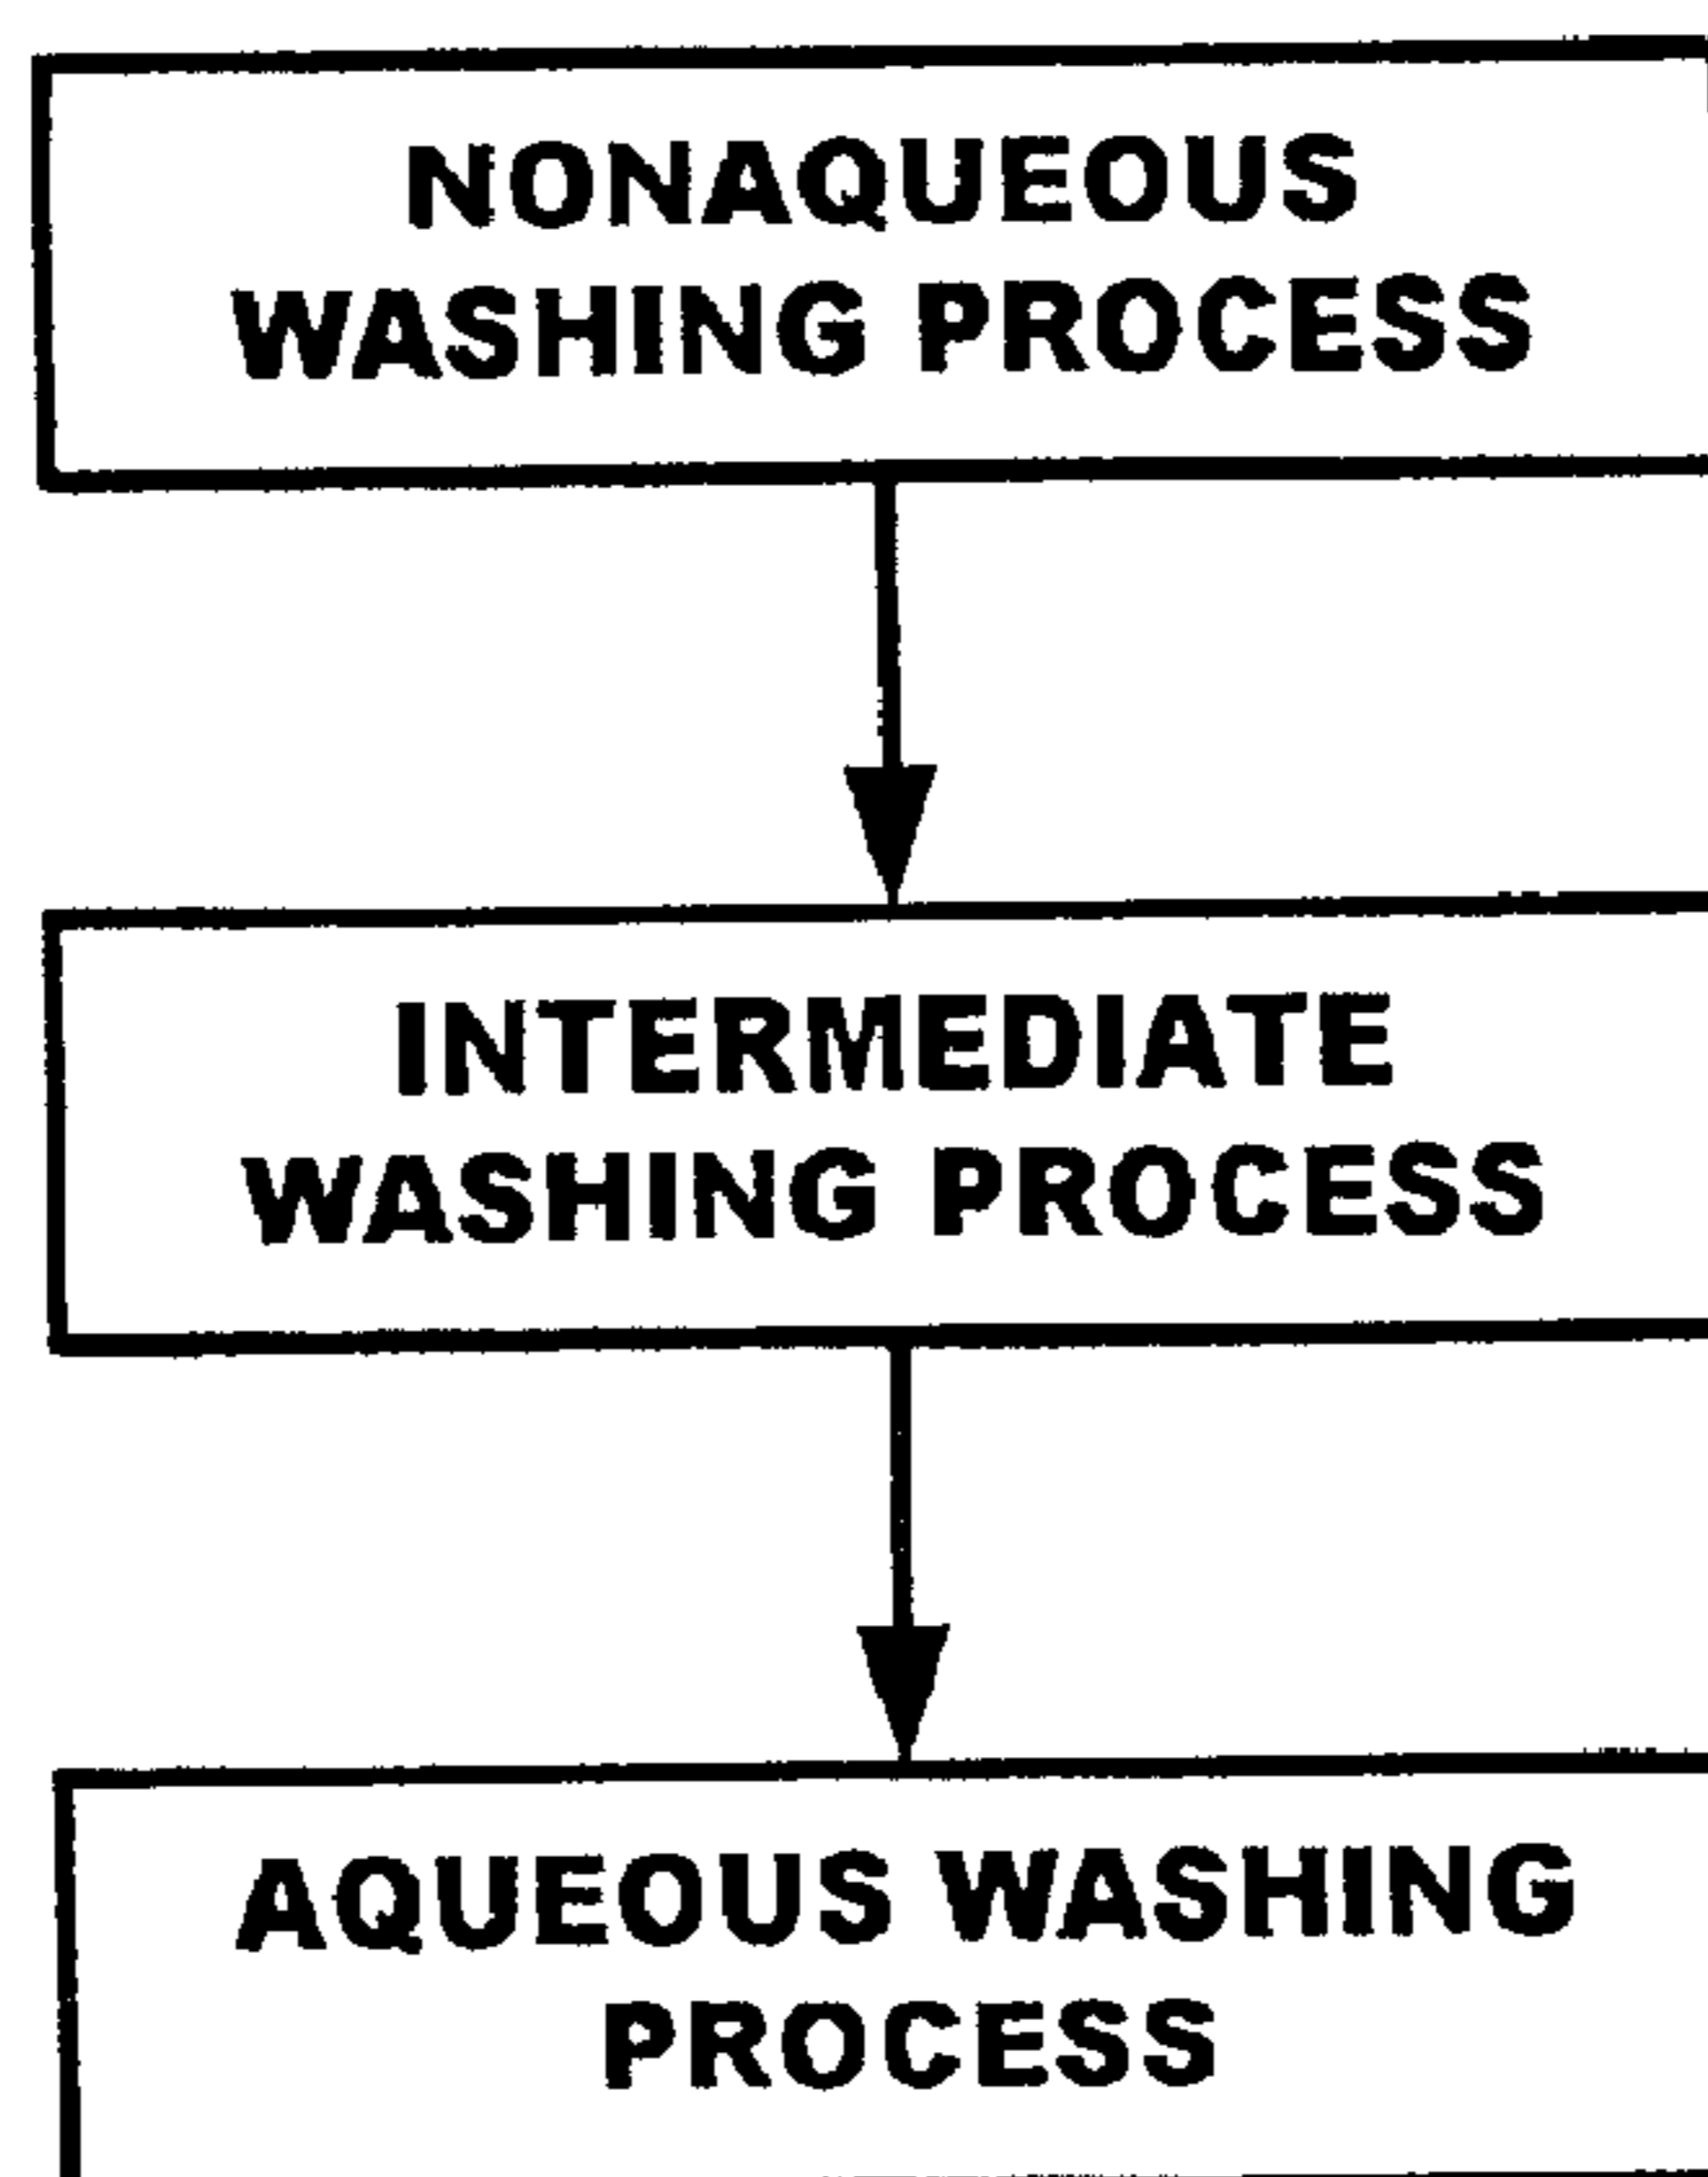 NONAQUEOUS
WASHING PROCESS
INTERMEDIATE
WASHING PROCESS
AQUEOUS WASHING
PROCESS